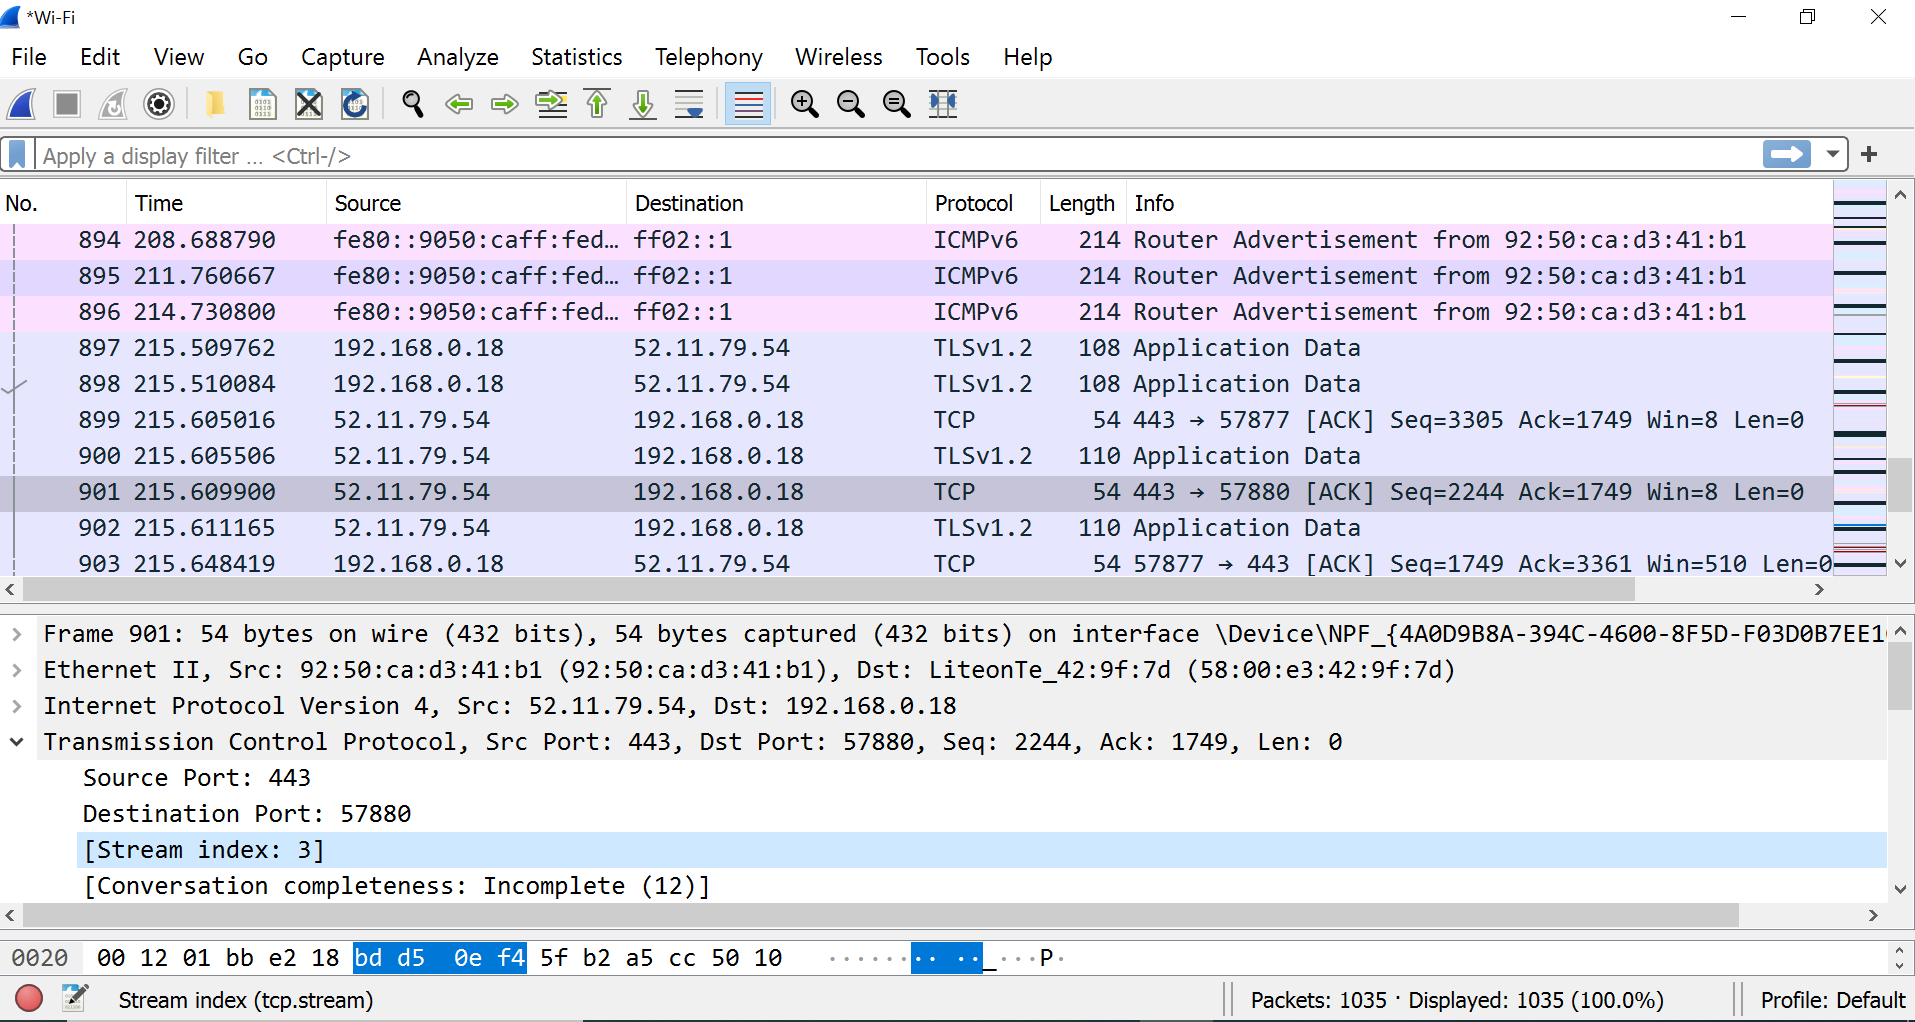 *Wi-Fi
File Edit View Go Capture Analyze Statistics Telephony Wireless Tools Help
Apply a display filter ... <Ctrl-/>
No. Time Source Destination Protocol Length Info
894 208.688790 fe80::9050:caff:fed… ff02::1 ICMPv6 214 Router Advertisement from 92:50:ca:d3:41:b1
895 211.760667 fe80::9050:caff:fed… ff02::1 ICMPv6 214 Router Advertisement from 92:50:ca:d3:41:b1
896 214.730800 fe80::9050:caff:fed… ff02::1 ICMPv6 214 Router Advertisement from 92:50:ca:d3:41:b1
897 215.509762 192.168.0.18 52.11.79.54 TLSv1.2 108 Application Data
898 215.510084 192.168.0.18 52.11.79.54 TLSv1.2 108 Application Data
899 215.605016 52.11.79.54 192.168.0.18 TCP 54 443 → 57877 [ACK] Seq=3305 Ack=1749 Win=8 Len=0
900 215.605506 52.11.79.54 192.168.0.18 TLSv1.2 110 Application Data
901 215.609900 52.11.79.54 192.168.0.18 TCP 54 443 → 57880 [ACK] Seq=2244 Ack=1749 Win=8 Len=0
902 215.611165 52.11.79.54 192.168.0.18 TLSv1.2 110 Application Data
903 215.648419 192.168.0.18 52.11.79.54 TCP 54 57877 → 443 [ACK] Seq=1749 Ack=3361 Win=510 Len=0
Frame 901: 54 bytes on wire (432 bits), 54 bytes captured (432 bits) on interface \Device\NPF_{4A0D9B8A-394C-4600-8F5D-F03D0B7EE1
Ethernet II, Src: 92:50:ca:d3:41:b1 (92:50:ca:d3:41:b1), Dst: LiteonTe_42:9f:7d (58:00:e3:42:9f:7d)
Internet Protocol Version 4, Src: 52.11.79.54, Dst: 192.168.0.18
Transmission Control Protocol, Src Port: 443, Dst Port: 57880, Seq: 2244, Ack: 1749, Len: 0
Source Port: 443
Destination Port: 57880
[Stream index: 3]
[Conversation completeness: Incomplete (12)]
0020 00 12 01 bb e2 18 bd d5 0e f4 5f b2 a5 cc 50 10 ······ ·· ··_···P·
Stream index (tcp.stream) Packets: 1035 · Displayed: 1035 (100.0%) Profile: Default